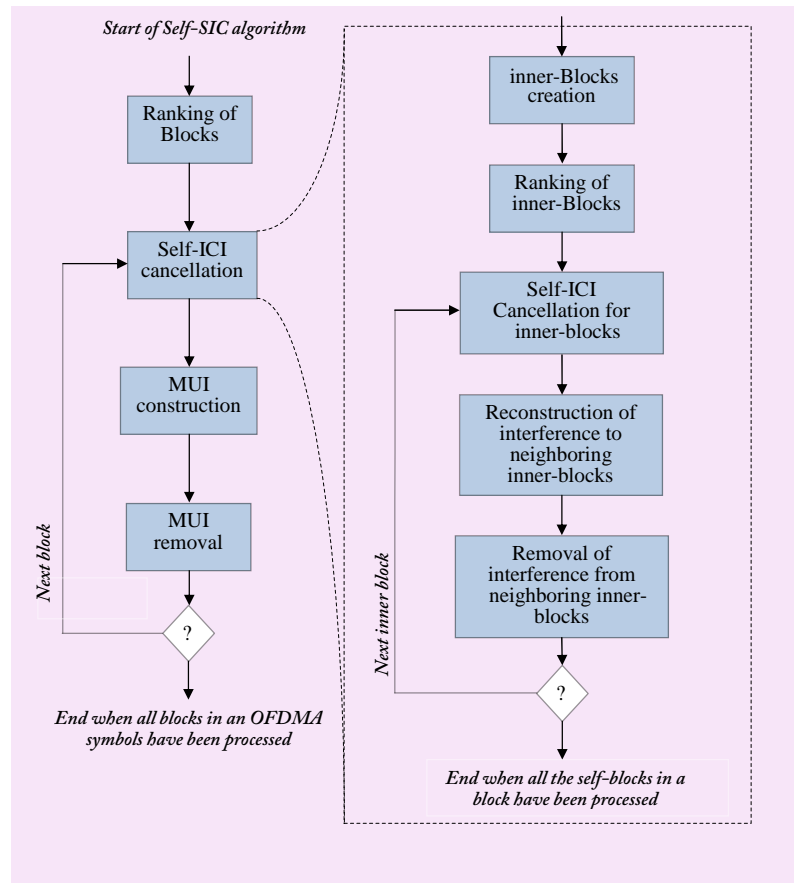 Start of Self-SIC algorithm
Ranking of
Blocks
Self-ICI
cancellation
MUI
construction
MUI
removal
Next block
?
End when all blocks in an OFDMA
symbols have been processed
inner-Blocks
creation
Ranking of
inner-Blocks
Self-ICI
Cancellation for
inner-blocks
Reconstruction of
interference to
neighboring
inner-blocks
Removal of
interference from
neighboring inner-
blocks
Next inner block
?
End when all the self-blocks in a
block have been processed